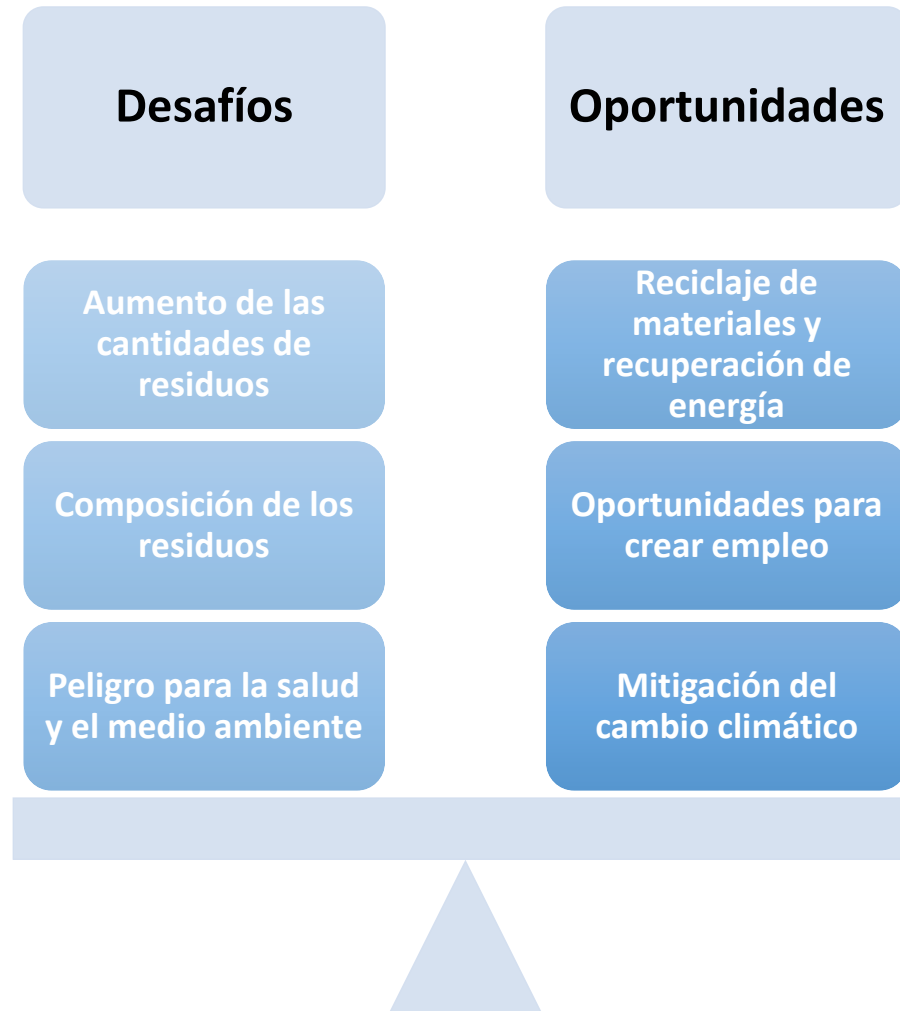 Desafíos
Oportunidades
Aumento de las
cantidades de
residuos
Composición de los
residuos
Peligro para la salud
y el medio ambiente
Reciclaje de
materiales y
recuperación de
energía
Oportunidades para
crear empleo
Mitigación del
cambio climático